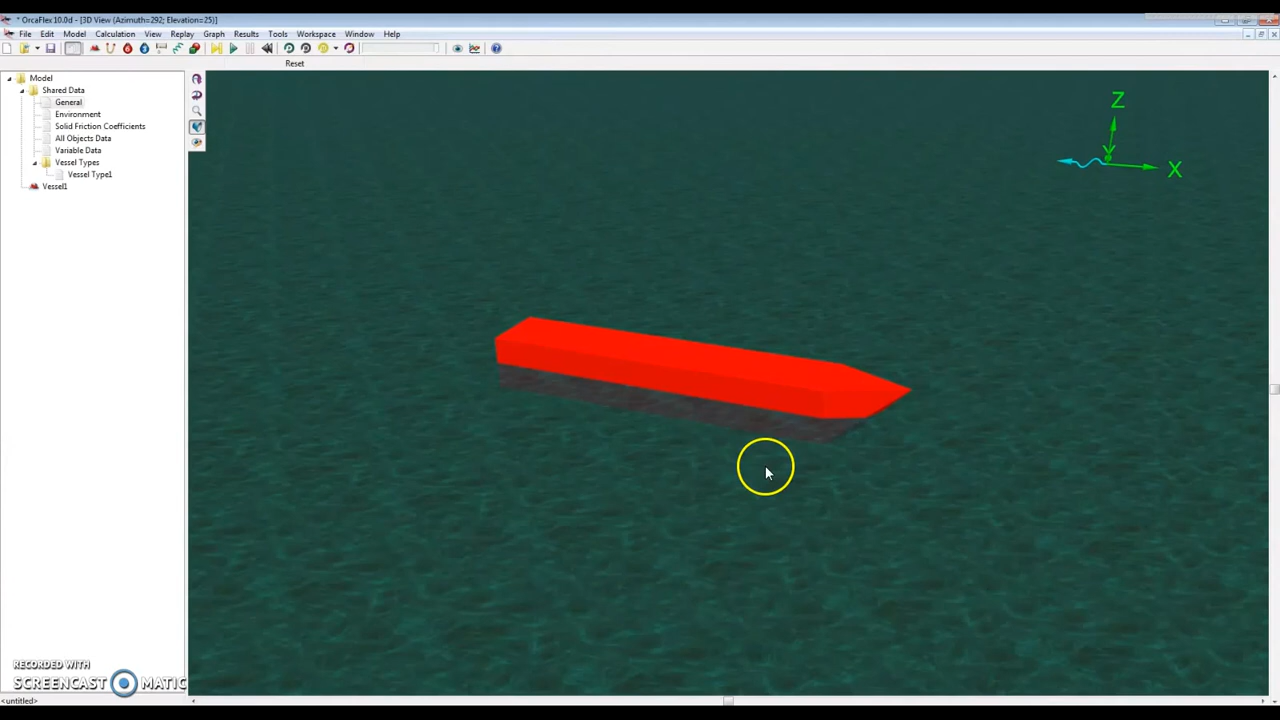 * OrcaFlex 10.0d - [3D View (Azimuth=292; Elevation=25)]
File Edit Model Calculation View Replay Graph Results Tools Workspace Window Help
Reset
Model
Shared Data
General
Environment
Solid Friction Coefficients
All Objects Data
Variable Data
Vessel Types
Vessel Type1
Vessel1
Z
Y
X
RECORDED WITH
SCREENCAST MATIC
<untitled>